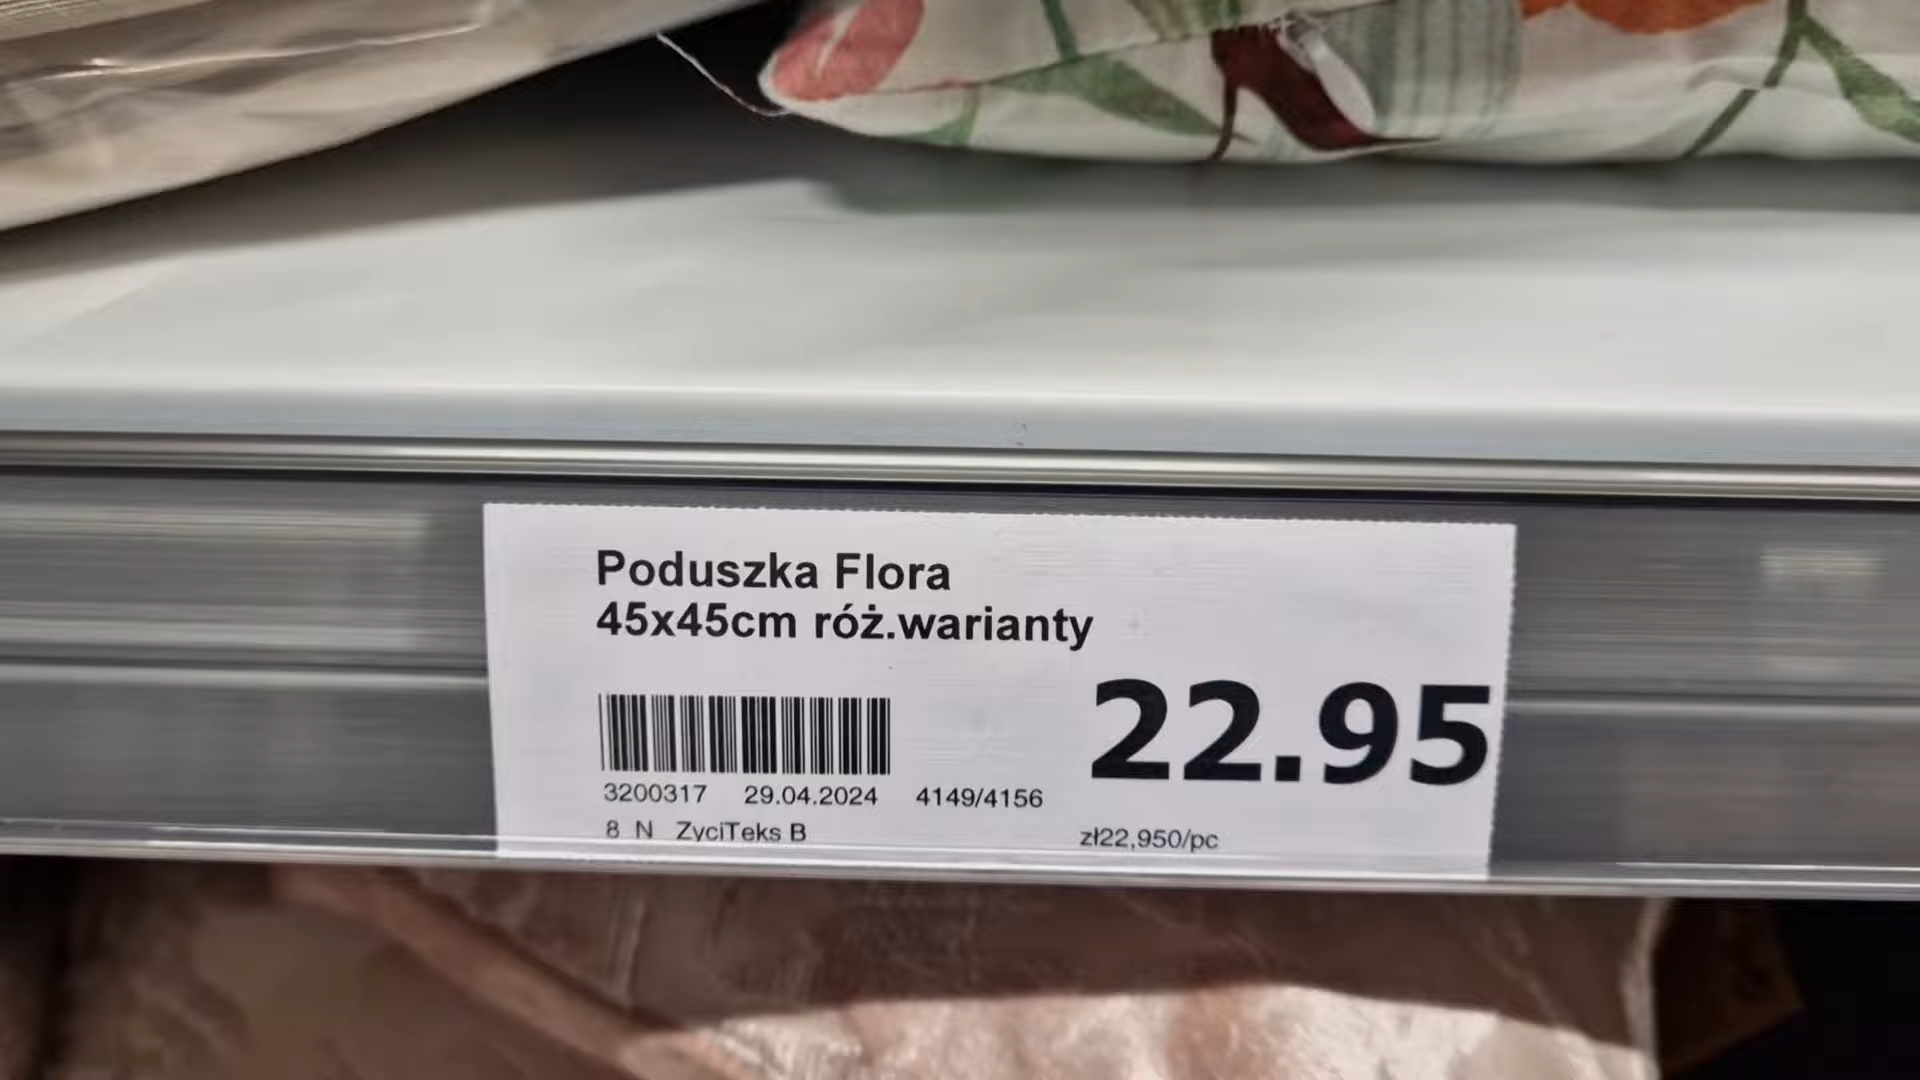 Poduszka Flora
45x45cm róż.warianty
22.95
3200317 29.04.2024 4149/4156
8 N ZyciTeks B zł22,950/pc